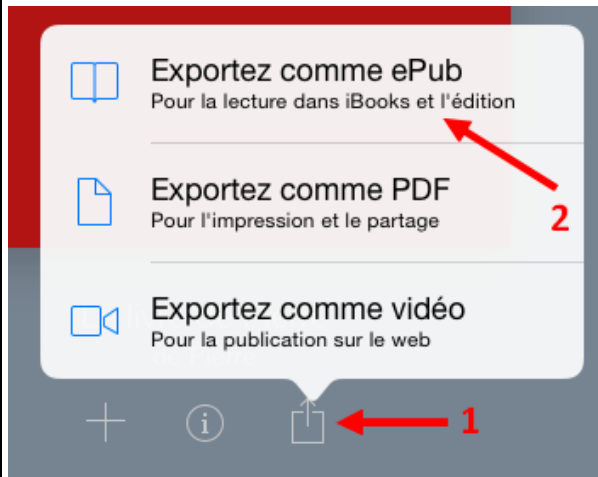 Exportez comme ePub
Pour la lecture dans iBooks et l'édition
Exportez comme PDF
2
Pour l'impression et le partage
Exportez comme vidéo
Pour la publication sur le web
1